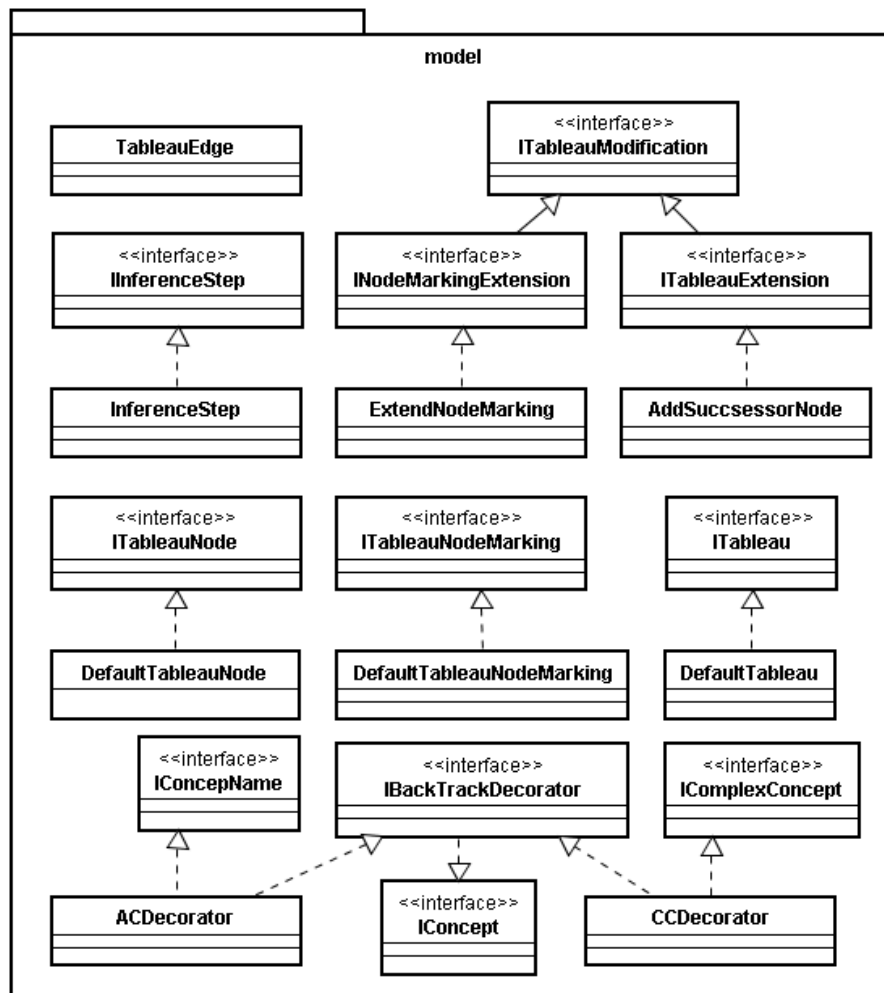 model
TableauEdge
<<interface>>
ITableauModification
<<interface>>
IInferenceStep
<<interface>>
INodeMarkingExtension
<<interface>>
ITableauExtension
InferenceStep
ExtendNodeMarking
AddSuccsessorNode
<<interface>>
ITableauNode
<<interface>>
ITableauNodeMarking
<<interface>>
ITableau
DefaultTableauNode
DefaultTableauNodeMarking
DefaultTableau
<<interface>>
IConcepName
<<interface>>
IBackTrackDecorator
<<interface>>
IComplexConcept
ACDecorator
<<interface>>
IConcept
CCDecorator